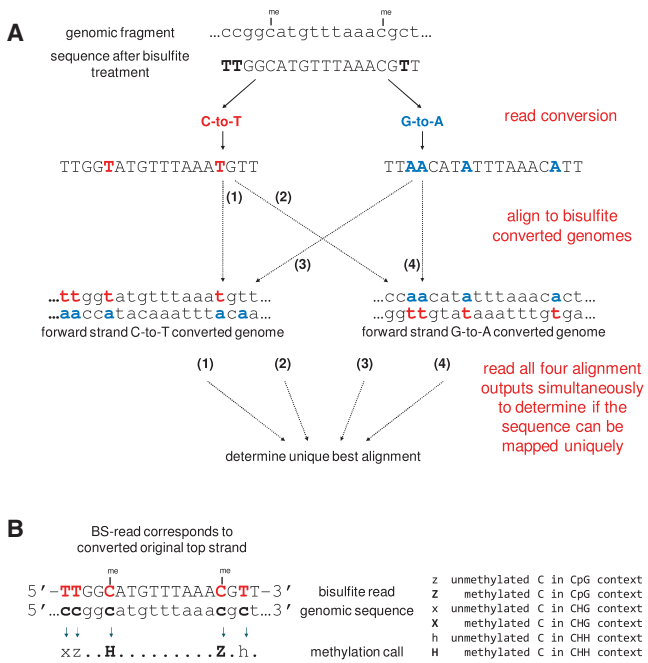 A
genomic fragment
me
me
...ccggcatgtttaaacgct...
sequence after bisulfite
treatment
TTGGCATGTTTAAACGTT
C-to-T
G-to-A
read conversion
TTGGTATGTTTAAATGTT
TTAACATATTTAAACATT
(1)
(2)
(3)
(4)
align to bisulfite
converted genomes
...ttggtatgtttaaatgtt...
...aaccatacaaatttacaa...
forward strand C-to-T converted genome
...ccaacatatttaaacact...
...ggttgtataaatttgtga...
forward strand G-to-A converted genome
(1)
(2)
(3)
(4)
read all four alignment
outputs simultaneously
to determine if the
sequence can be
mapped uniquely
determine unique best alignment
B
BS-read corresponds to
converted original top strand
me
me
5’-TTGGCATGTTTAAACGTT-3’
bisulfite read
5’...ccggcatgtttaaacgct...3’
genomic sequence
xz..H.........Z.h.
methylation call
z unmethylated C in CpG context
Z methylated C in CpG context
x unmethylated C in CHG context
X methylated C in CHG context
h unmethylated C in CHH context
H methylated C in CHH context